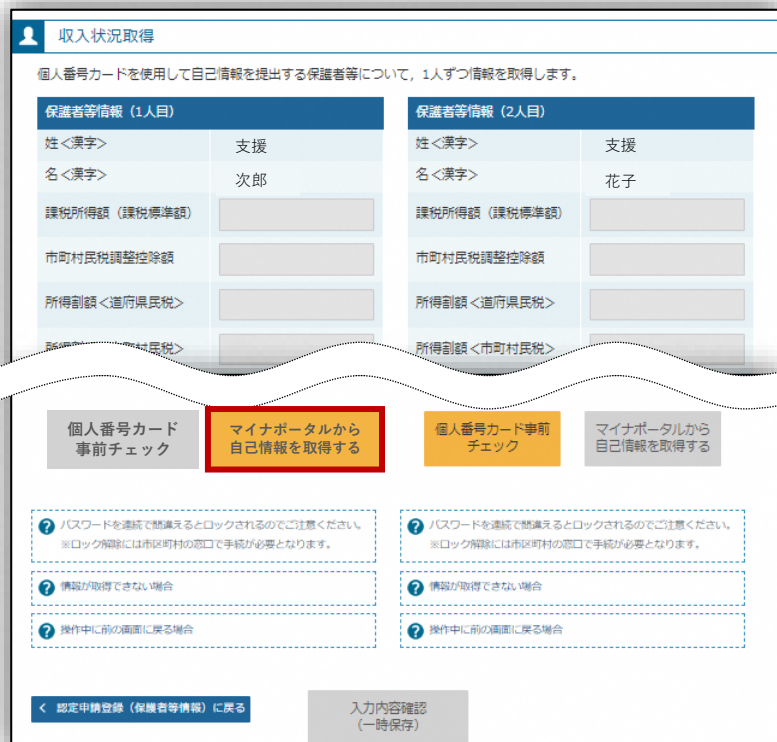 収入状況取得
個人番号カードを使用して自己情報を提出する保護者等について，1人ずつ情報を取得します。
保護者等情報（1人目）
姓＜漢字＞ 支援
名＜漢字＞ 次郎
課税所得額（課税標準額）
市町村民税調整控除額
所得割額＜道府県民税＞
所得割額＜市町村民税＞
個人番号カード
事前チェック
マイナポータルから
自己情報を取得する
? パスワードを連続で間違えるとロックされるのでご注意ください。
※ロック解除には市区町村の窓口で手続が必要となります。
? 情報が取得できない場合
? 操作中に前の画面に戻る場合
保護者等情報（2人目）
姓＜漢字＞ 支援
名＜漢字＞ 花子
課税所得額（課税標準額）
市町村民税調整控除額
所得割額＜道府県民税＞
所得割額＜市町村民税＞
個人番号カード事前
チェック
マイナポータルから
自己情報を取得する
? パスワードを連続で間違えるとロックされるのでご注意ください。
※ロック解除には市区町村の窓口で手続が必要となります。
? 情報が取得できない場合
? 操作中に前の画面に戻る場合
認定申請登録（保護者等情報）に戻る
入力内容確認
（一時保存）